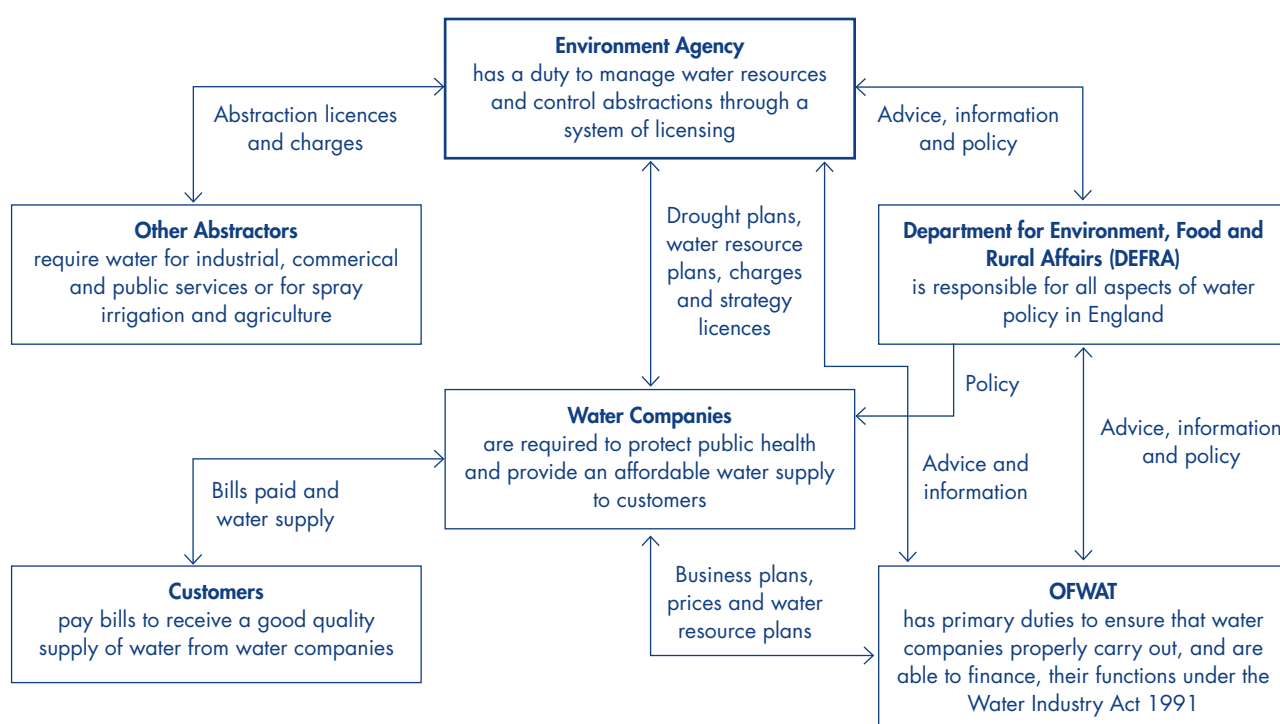 Environment Agency
has a duty to manage water resources
and control abstractions through a
system of licensing
Abstraction licences
and charges
Advice, information
and policy
Other Abstractors
require water for industrial, commerical
and public services or for spray
irrigation and agriculture
Drought plans,
water resource
plans, charges
and strategy
licences
Department for Environment, Food and
Rural Affairs (DEFRA)
is responsible for all aspects of water
policy in England
Policy
Water Companies
are required to protect public health
and provide an affordable water supply
to customers
Advice, information
and policy
Advice and
information
Bills paid and
water supply
Customers
pay bills to receive a good quality
supply of water from water companies
Business plans,
prices and water
resource plans
OFWAT
has primary duties to ensure that water
companies properly carry out, and are
able to finance, their functions under the
Water Industry Act 1991